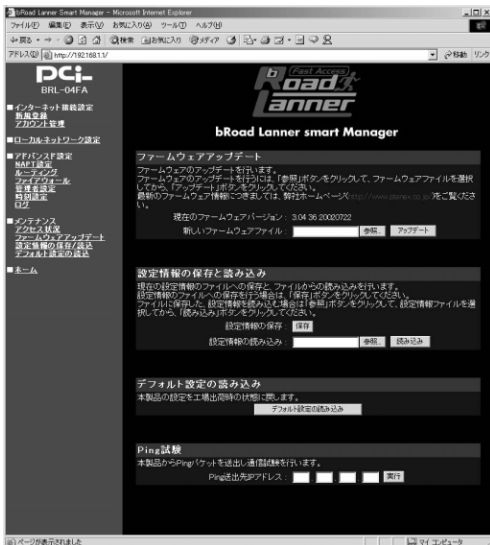 bRoad Lanner Smart Manager - Microsoft Internet Explorer
ファイル(F) 編集(E) 表示(V) お気に入り(A) ツール(T) ヘルプ(H)
戻る 検索 お気に入り メディア
アドレス(D) http://192.168.1.1/ 移動 リンク
PCi
BRL-04FA
■インターネット接続設定
新規登録
アカウント管理
■ローカルネットワーク設定
■アドバンスド設定
NAPT設定
ルーティング
ファイアウォール
管理者設定
時刻設定
ログ
■メンテナンス
アクセス状況
ファームウェアアップデート
設定情報の保存/読込
デフォルト設定の読込
■ホーム
b (Fast Access) Road
Lanner
bRoad Lanner smart Manager
ファームウェアアップデート
ファームウェアのアップデートを行います。
ファームウェアのアップデートを行うには、「参照」ボタンをクリックして、ファームウェアファイルを選択
してから、「アップデート」ボタンをクリックしてください。
最新のファームウェア情報につきましては、弊社ホームページ(http://www.planex.co.jp/)をご覧くださ
い。
現在のファームウェアバージョン : 3.04 36 20020722
新しいファームウェアファイル : 参照... アップデート
設定情報の保存と読み込み
現在の設定情報のファイルへの保存と、ファイルからの読み込みを行います。
設定情報のファイルへの保存を行う場合は、「保存」ボタンをクリックしてください。
ファイルに保存した、設定情報を読み込む場合は「参照」ボタンをクリックして、設定情報ファイルを選
択してから、「読み込み」ボタンをクリックしてください。
設定情報の保存 : 保存
設定情報の読み込み : 参照... 読み込み
デフォルト設定の読み込み
本製品の設定を工場出荷時の状態に戻します。
デフォルト設定の読み込み
Ping試験
本製品からPingパケットを送出し通信試験を行います。
Ping送出先IPアドレス : . . . 実行
ページが表示されました マイ コンピュータ